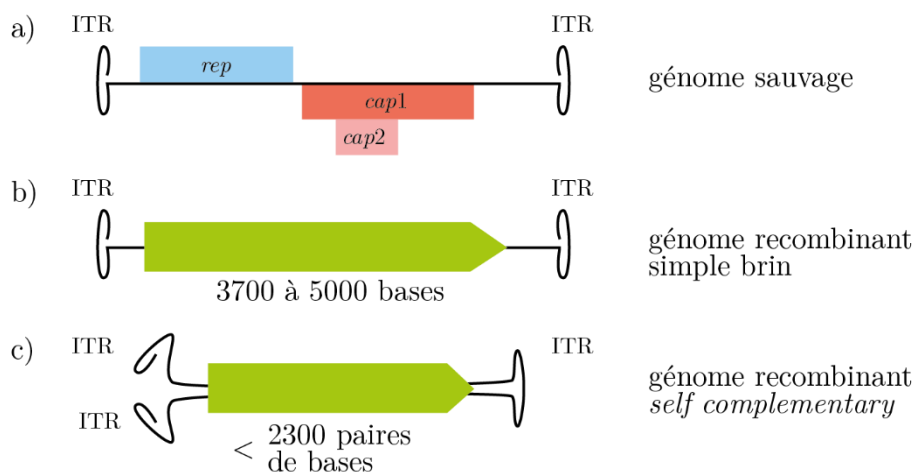 a)
ITR
ITR
rep
cap1
cap2
génome sauvage
b)
ITR
ITR
3700 à 5000 bases
génome recombinant
simple brin
c)
ITR
ITR
ITR
< 2300 paires
de bases
génome recombinant
self complementary